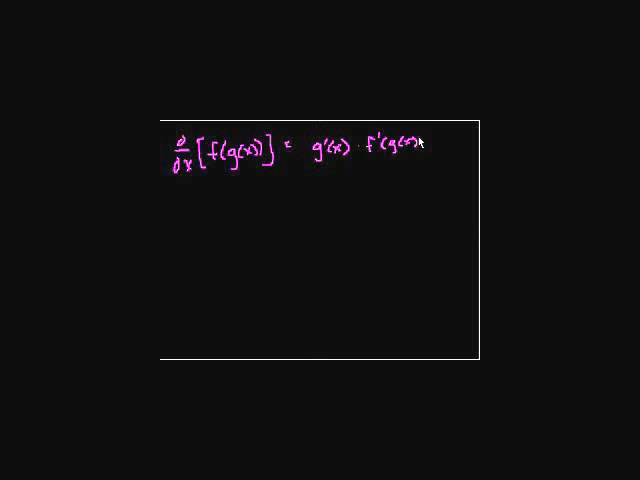 d/dx [f(g(x))] = g'(x) · f'(g(x)